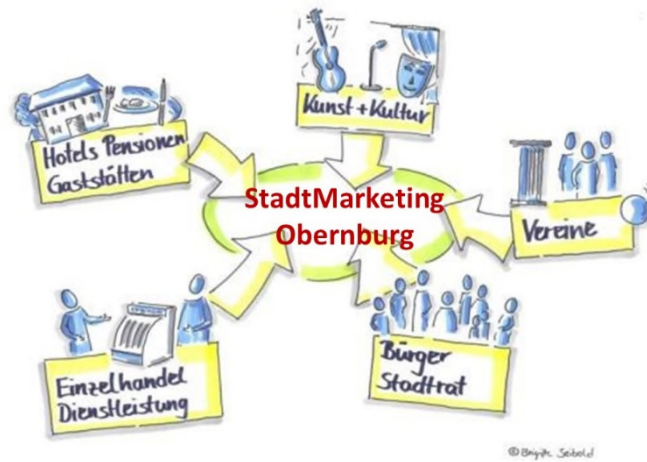 Kunst+Kultur
Hotels Pensionen
Gaststätten
StadtMarketing
Obernburg
Vereine
Einzelhandel
Dienstleistung
Bürger
Stadtrat
© Brigitte Seibold